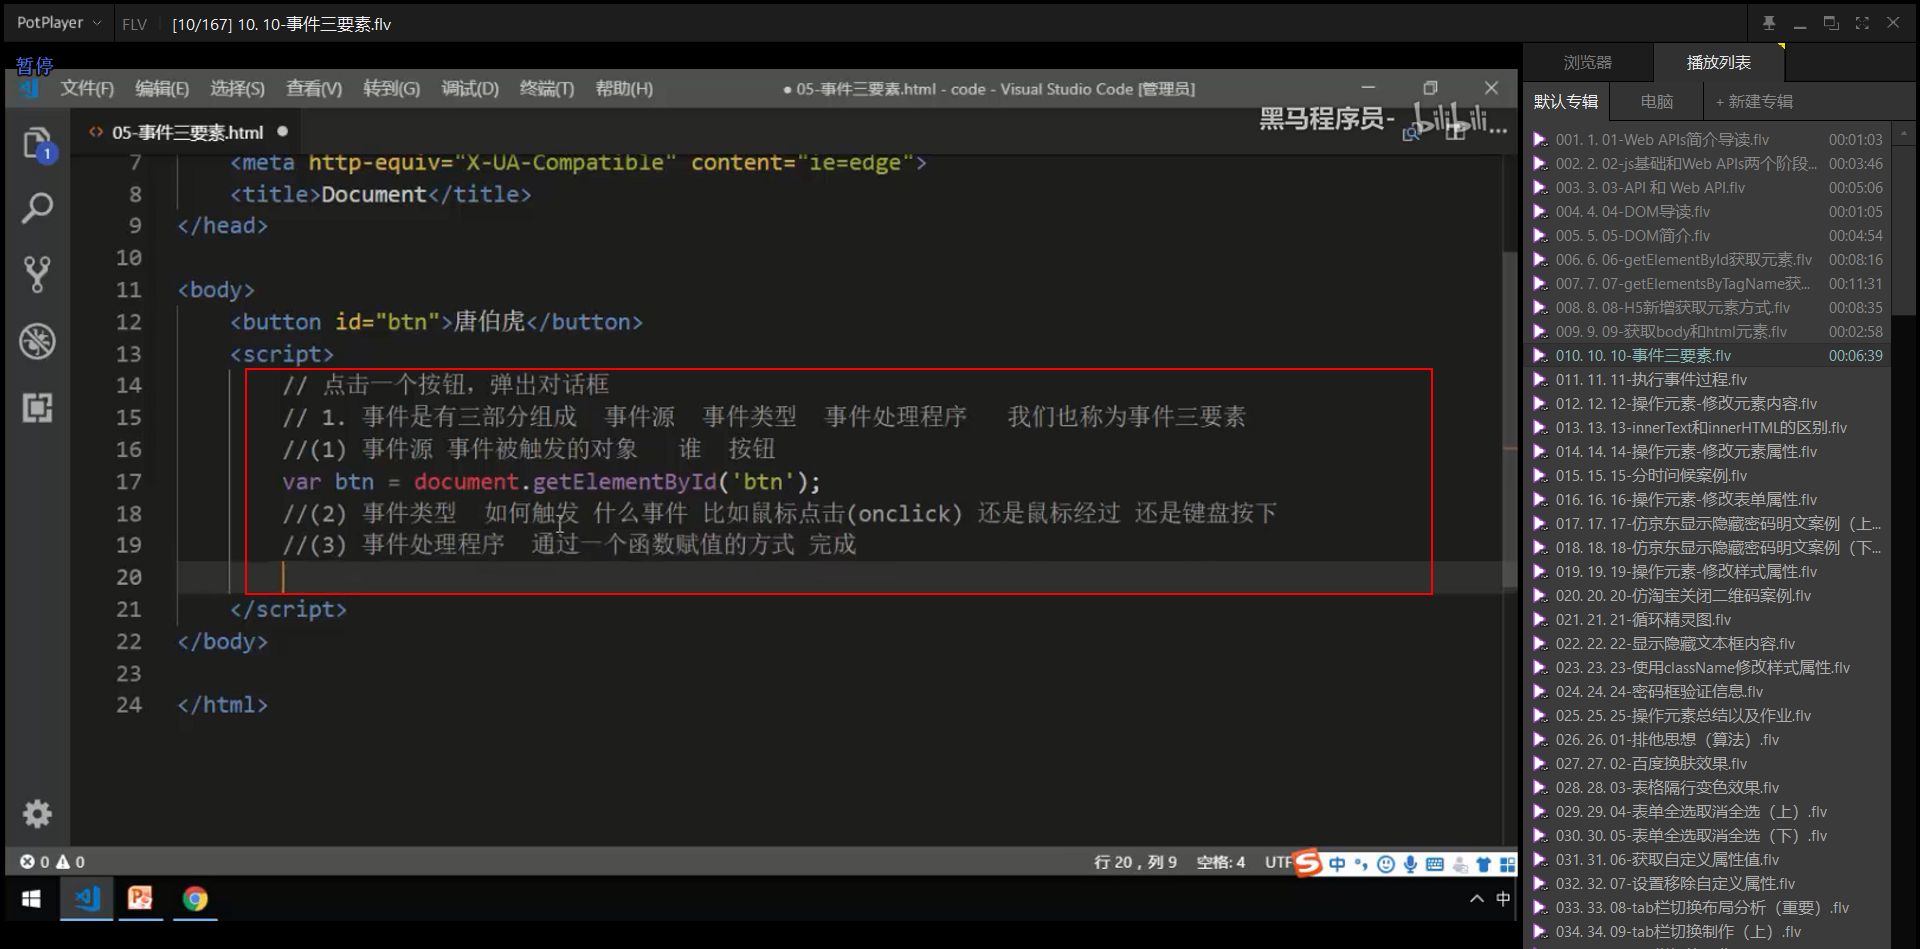 PotPlayer
FLV
[10/167] 10. 10-事件三要素.flv
暂停
文件(F) 编辑(E) 选择(S) 查看(V) 转到(G) 调试(D) 终端(T) 帮助(H)
● 05-事件三要素.html - code - Visual Studio Code [管理员]
黑马程序员- bilibili
05-事件三要素.html ●
1
7 <meta http-equiv="X-UA-Compatible" content="ie=edge">
8 <title>Document</title>
9 </head>
10
11 <body>
12 <button id="btn">唐伯虎</button>
13 <script>
14 // 点击一个按钮，弹出对话框
15 // 1. 事件是有三部分组成 事件源 事件类型 事件处理程序 我们也称为事件三要素
16 //(1) 事件源 事件被触发的对象 谁 按钮
17 var btn = document.getElementById('btn');
18 //(2) 事件类型 如何触发 什么事件 比如鼠标点击(onclick) 还是鼠标经过 还是键盘按下
19 //(3) 事件处理程序 通过一个函数赋值的方式 完成
20
21 </script>
22 </body>
23
24 </html>
0 0
行 20，列 9 空格: 4 UTF
中
中
浏览器 播放列表
默认专辑 电脑 + 新建专辑
001. 1. 01-Web APIs简介导读.flv 00:01:03
002. 2. 02-js基础和Web APIs两个阶段... 00:03:46
003. 3. 03-API 和 Web API.flv 00:05:06
004. 4. 04-DOM导读.flv 00:01:05
005. 5. 05-DOM简介.flv 00:04:54
006. 6. 06-getElementById获取元素.flv 00:08:16
007. 7. 07-getElementsByTagName获... 00:11:31
008. 8. 08-H5新增获取元素方式.flv 00:08:35
009. 9. 09-获取body和html元素.flv 00:02:58
010. 10. 10-事件三要素.flv 00:06:39
011. 11. 11-执行事件过程.flv
012. 12. 12-操作元素-修改元素内容.flv
013. 13. 13-innerText和innerHTML的区别.flv
014. 14. 14-操作元素-修改元素属性.flv
015. 15. 15-分时问候案例.flv
016. 16. 16-操作元素-修改表单属性.flv
017. 17. 17-仿京东显示隐藏密码明文案例（上...
018. 18. 18-仿京东显示隐藏密码明文案例（下...
019. 19. 19-操作元素-修改样式属性.flv
020. 20. 20-仿淘宝关闭二维码案例.flv
021. 21. 21-循环精灵图.flv
022. 22. 22-显示隐藏文本框内容.flv
023. 23. 23-使用className修改样式属性.flv
024. 24. 24-密码框验证信息.flv
025. 25. 25-操作元素总结以及作业.flv
026. 26. 01-排他思想（算法）.flv
027. 27. 02-百度换肤效果.flv
028. 28. 03-表格隔行变色效果.flv
029. 29. 04-表单全选取消全选（上）.flv
030. 30. 05-表单全选取消全选（下）.flv
031. 31. 06-获取自定义属性值.flv
032. 32. 07-设置移除自定义属性.flv
033. 33. 08-tab栏切换布局分析（重要）.flv
034. 34. 09-tab栏切换制作（上）.flv